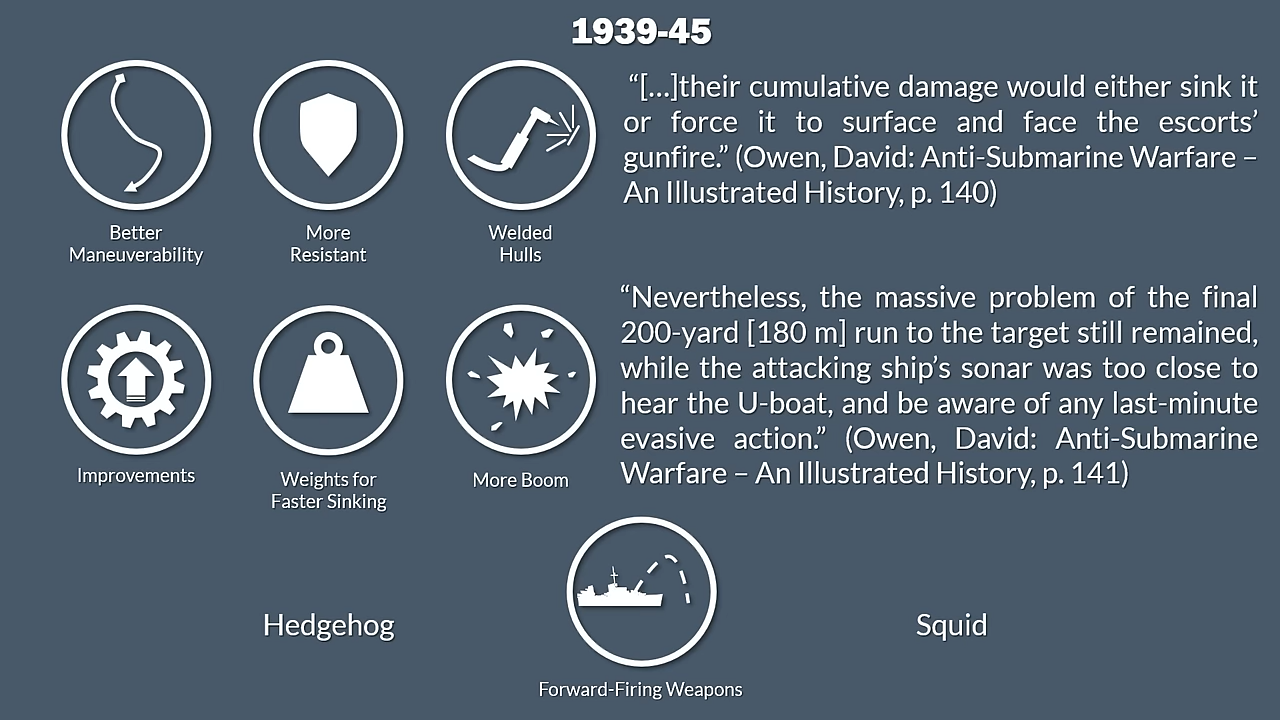 1939-45
“[...]their cumulative damage would either sink it
or force it to surface and face the escorts’
gunfire.” (Owen, David: Anti-Submarine Warfare –
An Illustrated History, p. 140)
Better
Maneuverability
More
Resistant
Welded
Hulls
“Nevertheless, the massive problem of the final
200-yard [180 m] run to the target still remained,
while the attacking ship’s sonar was too close to
hear the U-boat, and be aware of any last-minute
evasive action.” (Owen, David: Anti-Submarine
Warfare – An Illustrated History, p. 141)
Improvements
Weights for
Faster Sinking
More Boom
Hedgehog
Squid
Forward-Firing Weapons